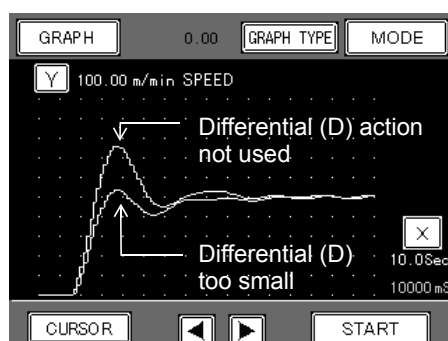 GRAPH 0.00 GRAPH TYPE MODE
Y 100.00 m/min SPEED
Differential (D) action
not used
Differential (D)
too small
X
10.0Sec
10000 mS
CURSOR START